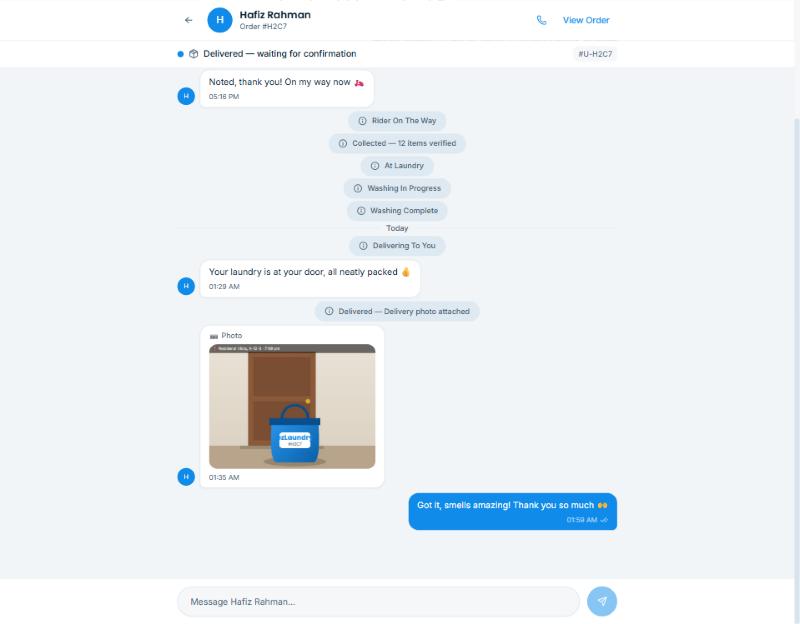 Hafiz Rahman
Order #H2C7
View Order
Delivered — waiting for confirmation
#U-H2C7
Noted, thank you! On my way now 🛵
05:16 PM
Rider On The Way
Collected — 12 items verified
At Laundry
Washing In Progress
Washing Complete
Today
Delivering To You
Your laundry is at your door, all neatly packed
01:29 AM
Delivered — Delivery photo attached
Photo
#H2C7
01:35 AM
Got it, smells amazing! Thank you so much 🙌
01:59 AM
Message Hafiz Rahman...
H
H
H
H